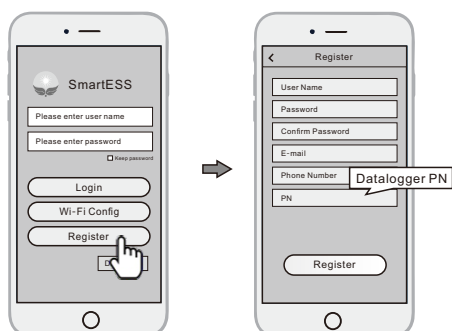 SmartESS
Please enter user name
Please enter password
Keep password
Login
Wi-Fi Config
Register
Register
User Name
Password
Confirm Password
E-mail
Phone Number
Datalogger PN
PN
Register